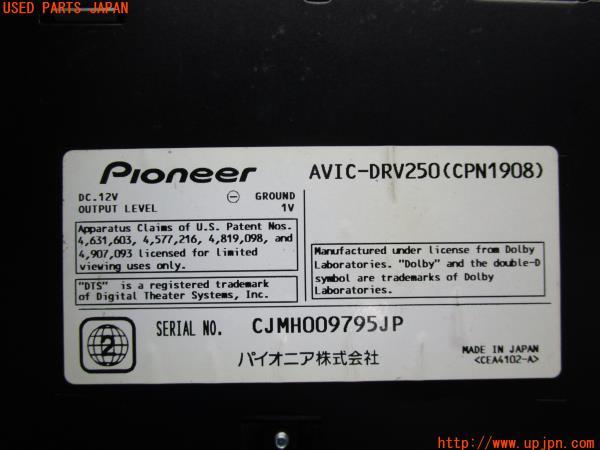 USED PARTS JAPAN
Pioneer
AVIC-DRV250(CPN1908)
DC.12V ⊖ GROUND
OUTPUT LEVEL 1V
Apparatus Claims of U.S. Patent Nos.
4,631,603, 4,577,216, 4,819,098, and
4,907,093 licensed for limited
viewing uses only.
"DTS" is a registered trademark
of Digital Theater Systems, Inc.
Manufactured under license from Dolby
Laboratories. "Dolby" and the double-D
symbol are trademarks of Dolby
Laboratories.
2
SERIAL NO. CJMH009795JP
パイオニア株式会社
MADE IN JAPAN
<CEA4102-A>
http://www.upjpn.com/